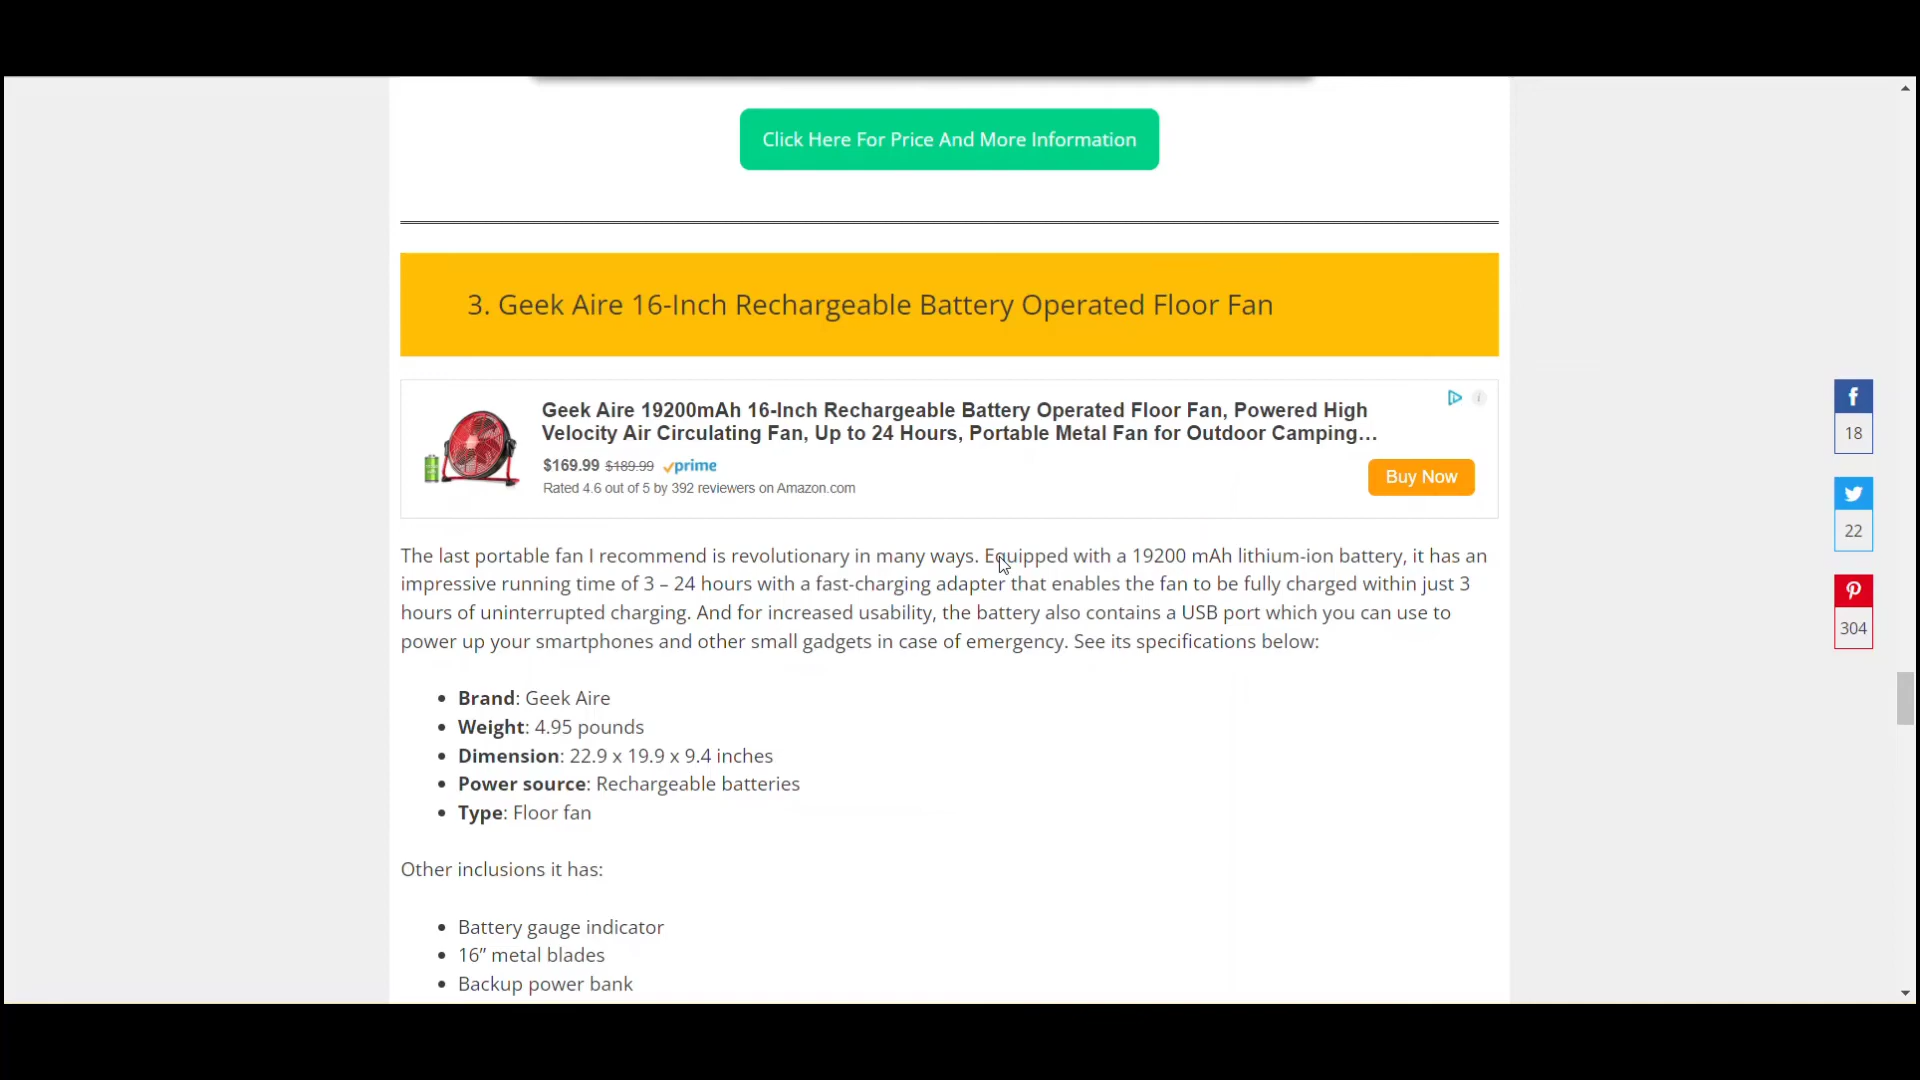 Click Here For Price And More Information
3. Geek Aire 16-Inch Rechargeable Battery Operated Floor Fan
Geek Aire 19200mAh 16-Inch Rechargeable Battery Operated Floor Fan, Powered High
Velocity Air Circulating Fan, Up to 24 Hours, Portable Metal Fan for Outdoor Camping...
$169.99 $189.99 prime
Rated 4.6 out of 5 by 392 reviewers on Amazon.com
Buy Now
The last portable fan I recommend is revolutionary in many ways. Equipped with a 19200 mAh lithium-ion battery, it has an
impressive running time of 3 – 24 hours with a fast-charging adapter that enables the fan to be fully charged within just 3
hours of uninterrupted charging. And for increased usability, the battery also contains a USB port which you can use to
power up your smartphones and other small gadgets in case of emergency. See its specifications below:
• Brand: Geek Aire
• Weight: 4.95 pounds
• Dimension: 22.9 x 19.9 x 9.4 inches
• Power source: Rechargeable batteries
• Type: Floor fan
Other inclusions it has:
• Battery gauge indicator
• 16” metal blades
• Backup power bank
18
22
304